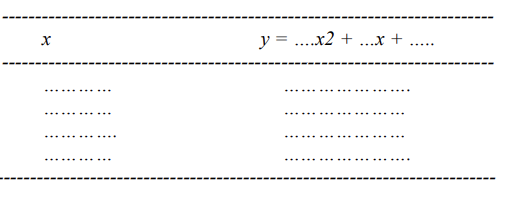 x y = ....x2 + ...x + .....
………… …………………. 
………… …………………
…………. …………………
………… ………………….